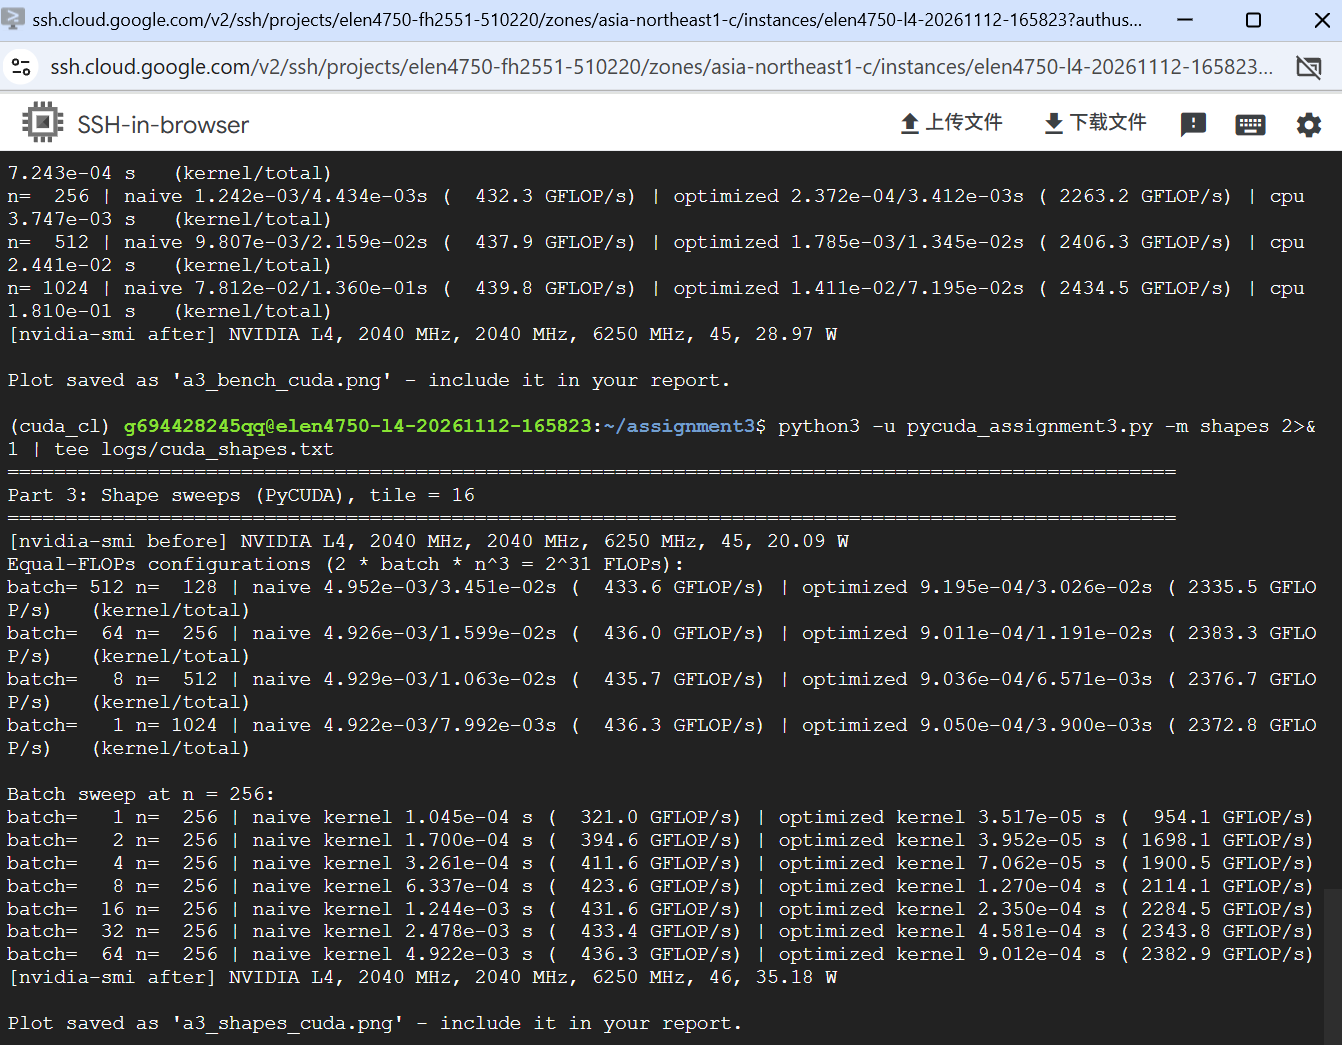 ssh.cloud.google.com/v2/ssh/projects/elen4750-fh2551-510220/zones/asia-northeast1-c/instances/elen4750-l4-20261112-165823?authus...
ssh.cloud.google.com/v2/ssh/projects/elen4750-fh2551-510220/zones/asia-northeast1-c/instances/elen4750-l4-20261112-165823...
SSH-in-browser 上传文件 下载文件
7.243e-04 s   (kernel/total)
n=  256 | naive 1.242e-03/4.434e-03s (  432.3 GFLOP/s) | optimized 2.372e-04/3.412e-03s ( 2263.2 GFLOP/s) | cpu
3.747e-03 s   (kernel/total)
n=  512 | naive 9.807e-03/2.159e-02s (  437.9 GFLOP/s) | optimized 1.785e-03/1.345e-02s ( 2406.3 GFLOP/s) | cpu
2.441e-02 s   (kernel/total)
n= 1024 | naive 7.812e-02/1.360e-01s (  439.8 GFLOP/s) | optimized 1.411e-02/7.195e-02s ( 2434.5 GFLOP/s) | cpu
1.810e-01 s   (kernel/total)
[nvidia-smi after] NVIDIA L4, 2040 MHz, 2040 MHz, 6250 MHz, 45, 28.97 W
Plot saved as 'a3_bench_cuda.png' - include it in your report.
(cuda_cl) g694428245qq@elen4750-l4-20261112-165823:~/assignment3$ python3 -u pycuda_assignment3.py -m shapes 2>&
1 | tee logs/cuda_shapes.txt
====================================================================================================
Part 3: Shape sweeps (PyCUDA), tile = 16
====================================================================================================
[nvidia-smi before] NVIDIA L4, 2040 MHz, 2040 MHz, 6250 MHz, 45, 20.09 W
Equal-FLOPs configurations (2 * batch * n^3 = 2^31 FLOPs):
batch= 512 n=  128 | naive 4.952e-03/3.451e-02s (  433.6 GFLOP/s) | optimized 9.195e-04/3.026e-02s ( 2335.5 GFLO
P/s)   (kernel/total)
batch=  64 n=  256 | naive 4.926e-03/1.599e-02s (  436.0 GFLOP/s) | optimized 9.011e-04/1.191e-02s ( 2383.3 GFLO
P/s)   (kernel/total)
batch=   8 n=  512 | naive 4.929e-03/1.063e-02s (  435.7 GFLOP/s) | optimized 9.036e-04/6.571e-03s ( 2376.7 GFLO
P/s)   (kernel/total)
batch=   1 n= 1024 | naive 4.922e-03/7.992e-03s (  436.3 GFLOP/s) | optimized 9.050e-04/3.900e-03s ( 2372.8 GFLO
P/s)   (kernel/total)
Batch sweep at n = 256:
batch=   1 n=  256 | naive kernel 1.045e-04 s (  321.0 GFLOP/s) | optimized kernel 3.517e-05 s (  954.1 GFLOP/s)
batch=   2 n=  256 | naive kernel 1.700e-04 s (  394.6 GFLOP/s) | optimized kernel 3.952e-05 s ( 1698.1 GFLOP/s)
batch=   4 n=  256 | naive kernel 3.261e-04 s (  411.6 GFLOP/s) | optimized kernel 7.062e-05 s ( 1900.5 GFLOP/s)
batch=   8 n=  256 | naive kernel 6.337e-04 s (  423.6 GFLOP/s) | optimized kernel 1.270e-04 s ( 2114.1 GFLOP/s)
batch=  16 n=  256 | naive kernel 1.244e-03 s (  431.6 GFLOP/s) | optimized kernel 2.350e-04 s ( 2284.5 GFLOP/s)
batch=  32 n=  256 | naive kernel 2.478e-03 s (  433.4 GFLOP/s) | optimized kernel 4.581e-04 s ( 2343.8 GFLOP/s)
batch=  64 n=  256 | naive kernel 4.922e-03 s (  436.3 GFLOP/s) | optimized kernel 9.012e-04 s ( 2382.9 GFLOP/s)
[nvidia-smi after] NVIDIA L4, 2040 MHz, 2040 MHz, 6250 MHz, 46, 35.18 W
Plot saved as 'a3_shapes_cuda.png' - include it in your report.